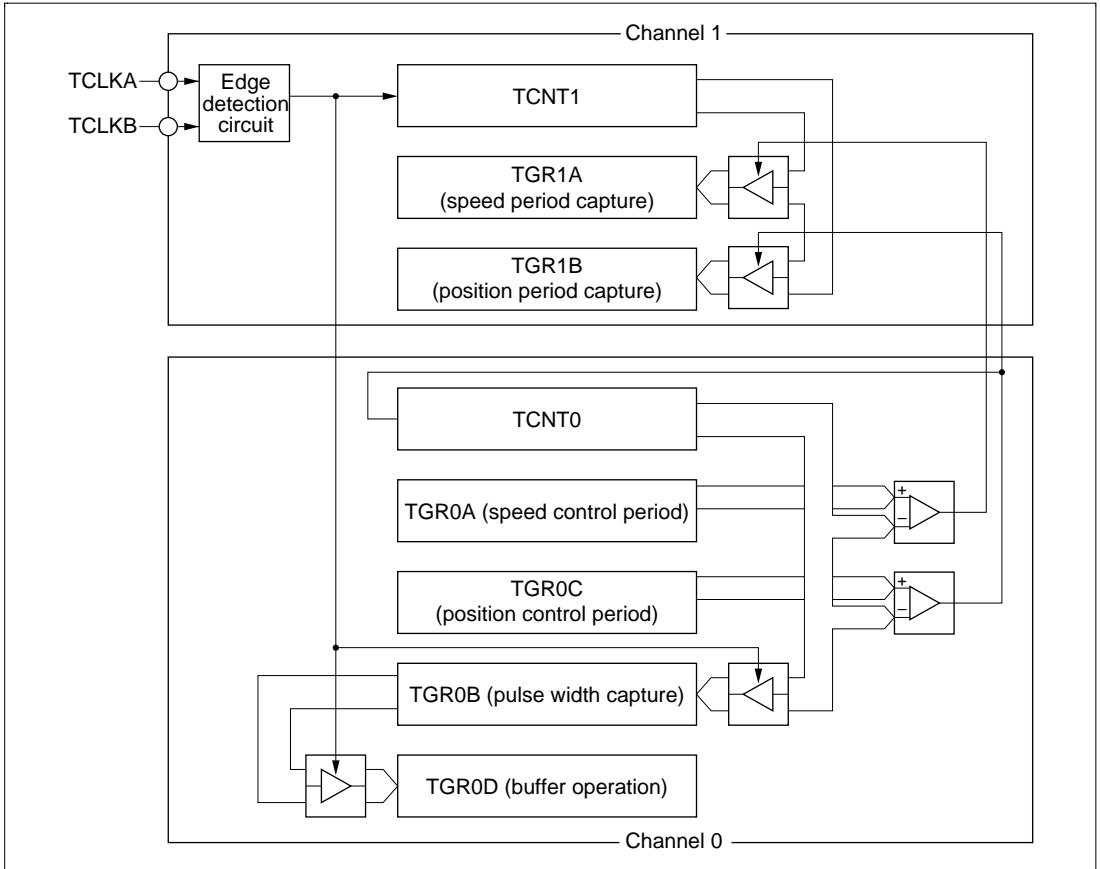 Channel 1
TCLKA
TCLKB
Edge
detection
circuit
TCNT1
TGR1A
(speed period capture)
TGR1B
(position period capture)
TCNT0
TGR0A (speed control period)
+
−
TGR0C
(position control period)
+
−
TGR0B (pulse width capture)
TGR0D (buffer operation)
Channel 0